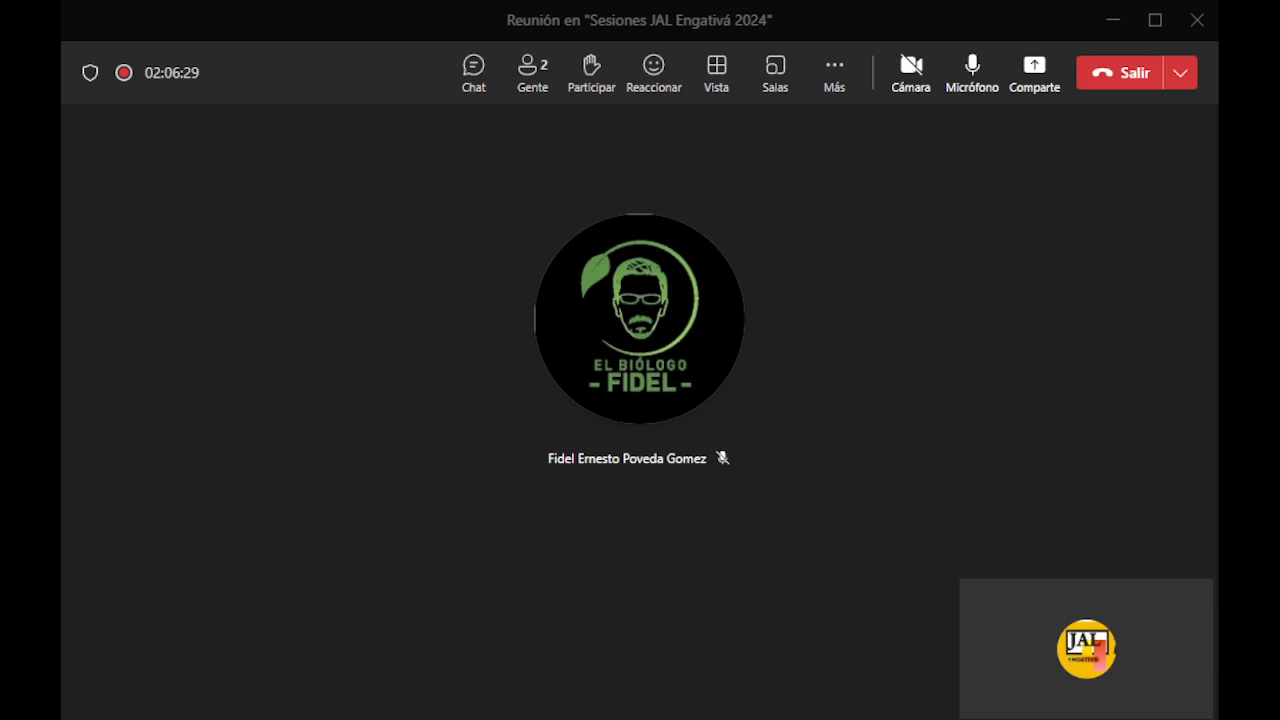 Reunión en "Sesiones JAL Engativá 2024"
02:06:29
Chat
Gente 2
Participar
Reaccionar
Vista
Salas
Más
Cámara
Micrófono
Comparte
Salir
EL BIÓLOGO
- FIDEL -
Fidel Ernesto Poveda Gomez
JAL
ENGATIVÁ